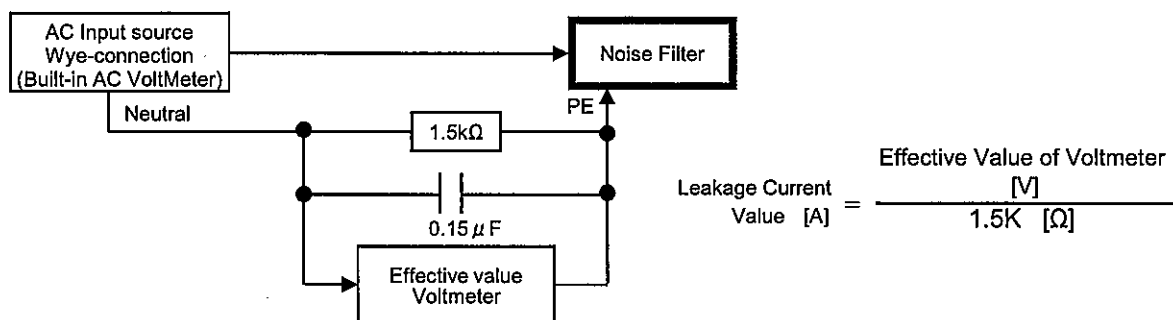 AC Input source
Wye-connection
(Built-in AC VoltMeter)
Noise Filter
PE
Neutral
1.5kΩ
0.15μF
Effective value
Voltmeter
Leakage Current
Value [A]
=
Effective Value of Voltmeter
[V]
1.5K [Ω]